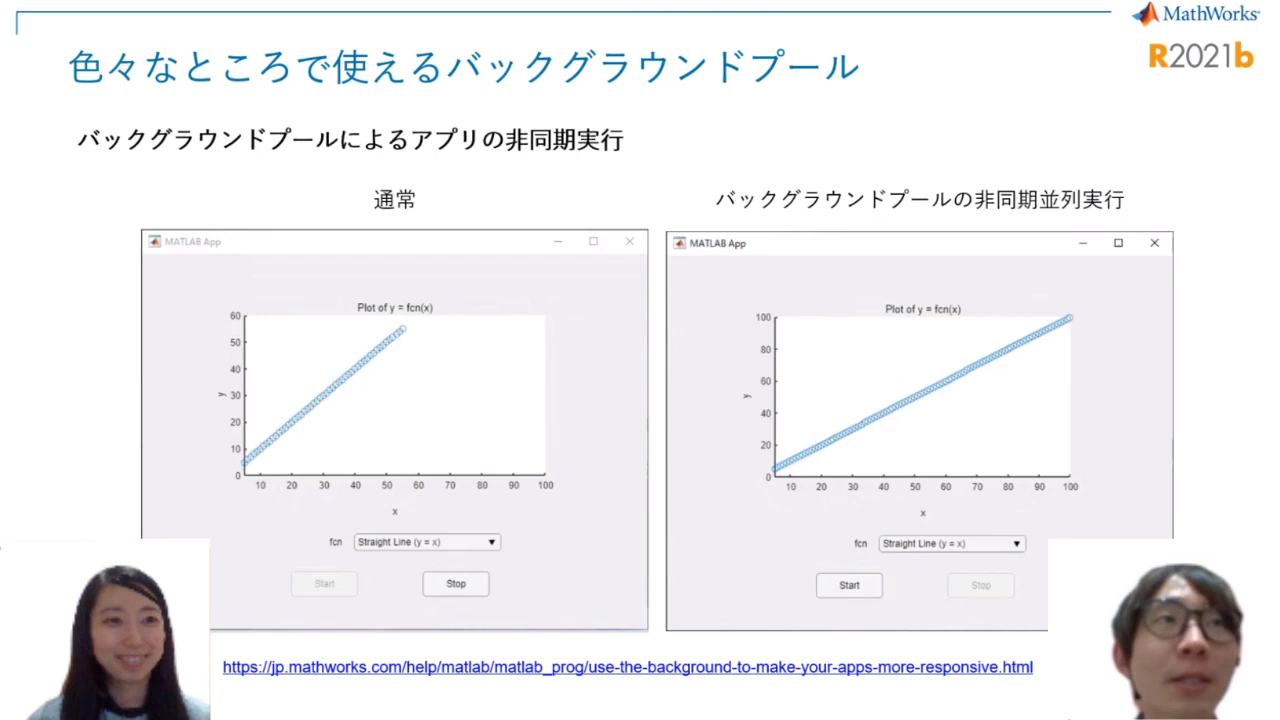 MathWorks®
R2021b
色々なところで使えるバックグラウンドプール
バックグラウンドプールによるアプリの非同期実行
通常
MATLAB App
Plot of y = fcn(x)
60
50
40
30
20
10
0
y
10 20 30 40 50 60 70 80 90 100
x
fcn Straight Line (y = x)
Start Stop
バックグラウンドプールの非同期並列実行
MATLAB App
Plot of y = fcn(x)
100
80
60
40
20
0
y
10 20 30 40 50 60 70 80 90 100
x
fcn Straight Line (y = x)
Start Stop
https://jp.mathworks.com/help/matlab/matlab_prog/use-the-background-to-make-your-apps-more-responsive.html